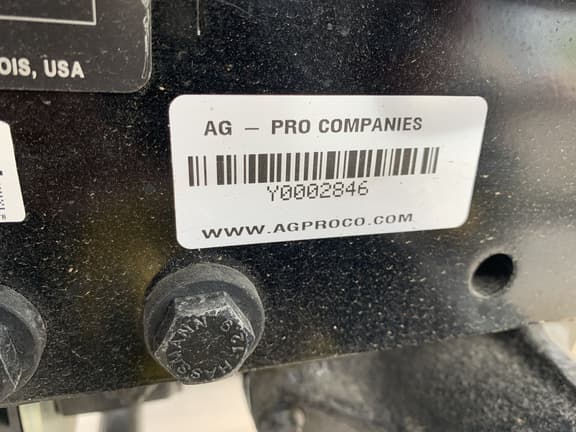 OIS, USA
AG – PRO COMPANIES
Y0002846
WWW.AGPROCO.COM